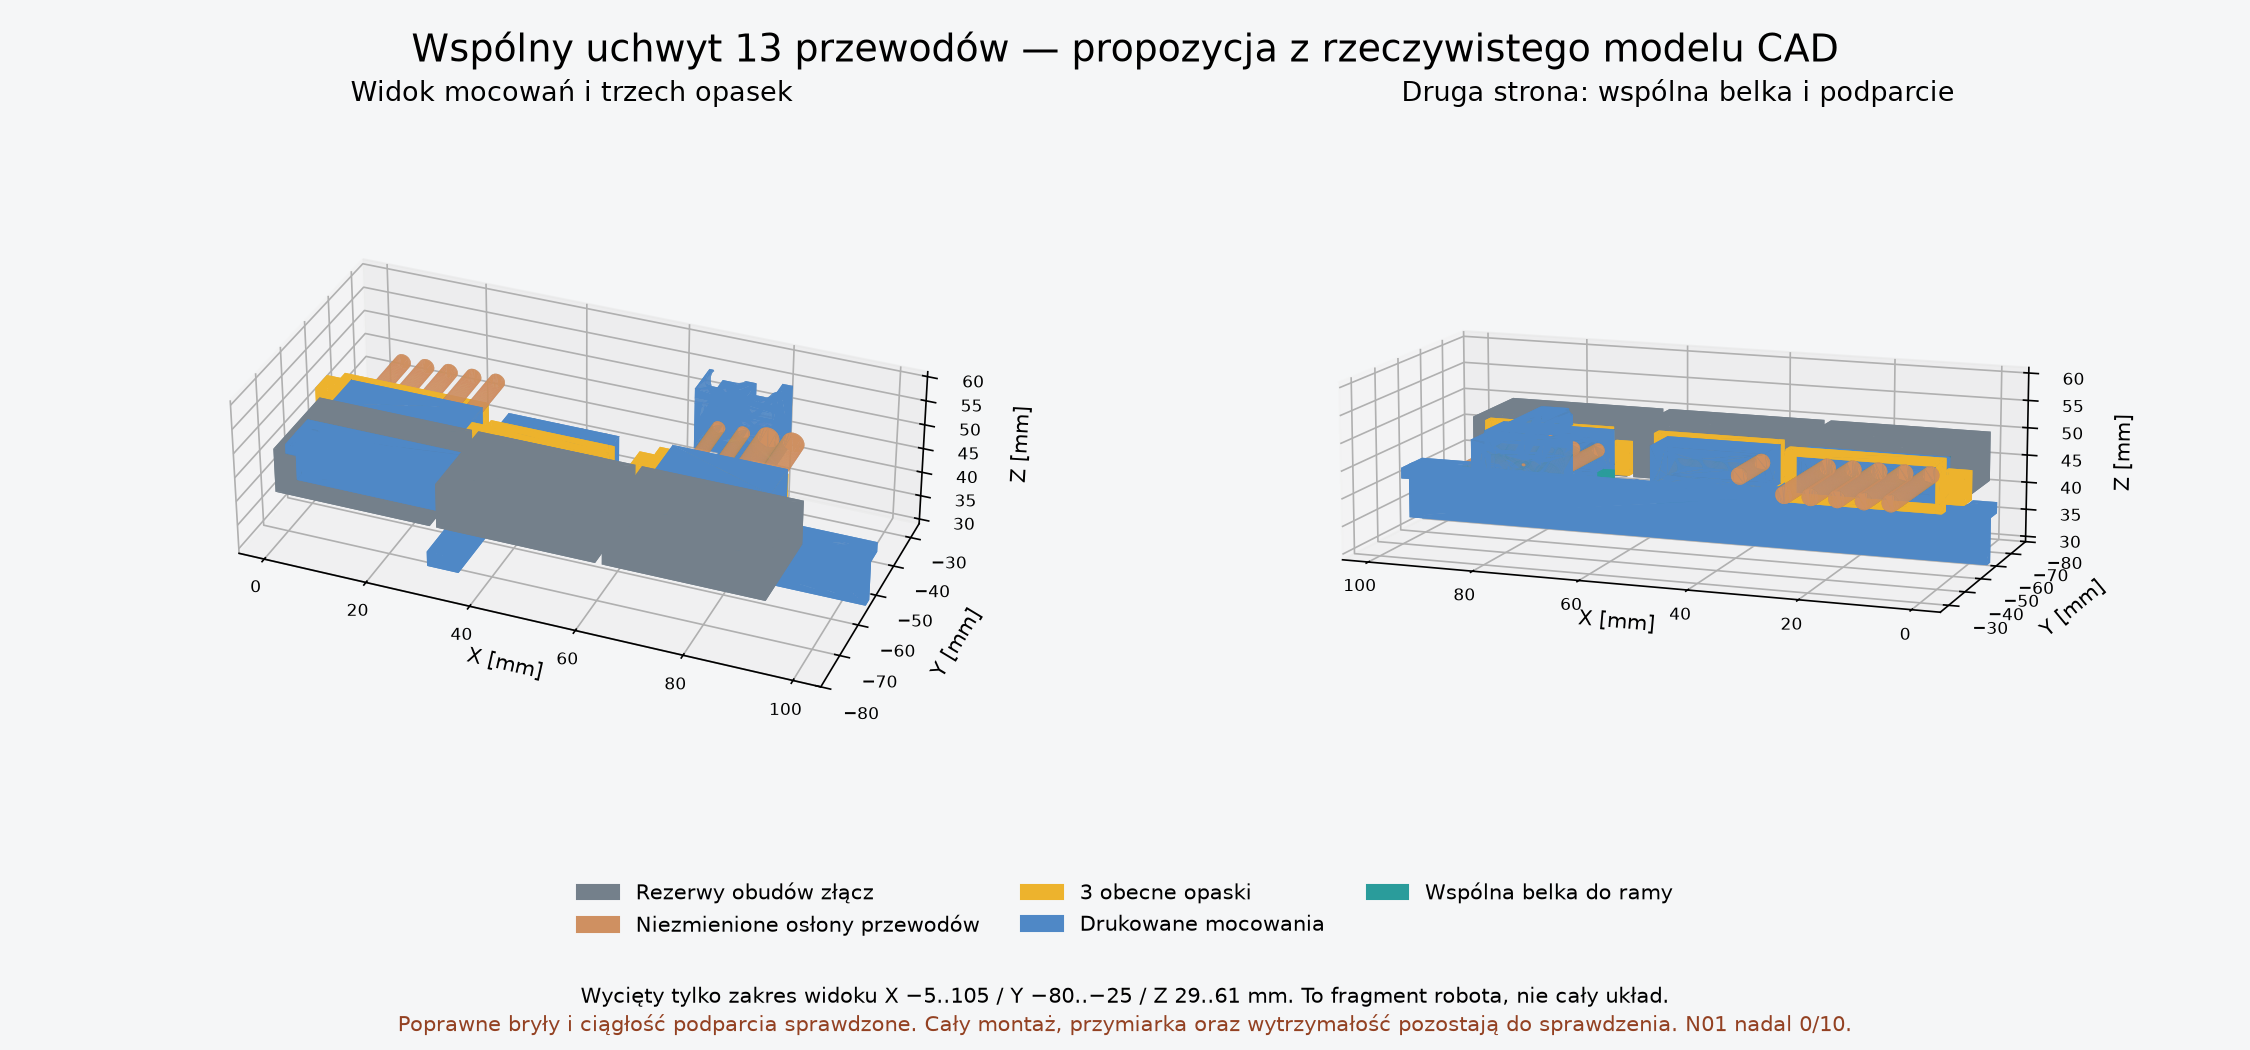 Wspólny uchwyt 13 przewodów — propozycja z rzeczywistego modelu CAD
Widok mocowań i trzech opasek
Druga strona: wspólna belka i podparcie
60
55
50
45
40
35
30
−30
−40
−50
−60
−70
−80
Y [mm]
Z [mm]
0
20
40
60
80
100
X [mm]
60
55
50
45
40
35
30
Z [mm]
−80
−70
−60
−50
−40
−30
Y [mm]
100
80
60
40
20
0
X [mm]
Rezerwy obudów złącz
Niezmienione osłony przewodów
3 obecne opaski
Drukowane mocowania
Wspólna belka do ramy
Wycięty tylko zakres widoku X −5..105 / Y −80..−25 / Z 29..61 mm. To fragment robota, nie cały układ.
Poprawne bryły i ciągłość podparcia sprawdzone. Cały montaż, przymiarka oraz wytrzymałość pozostają do sprawdzenia. N01 nadal 0/10.